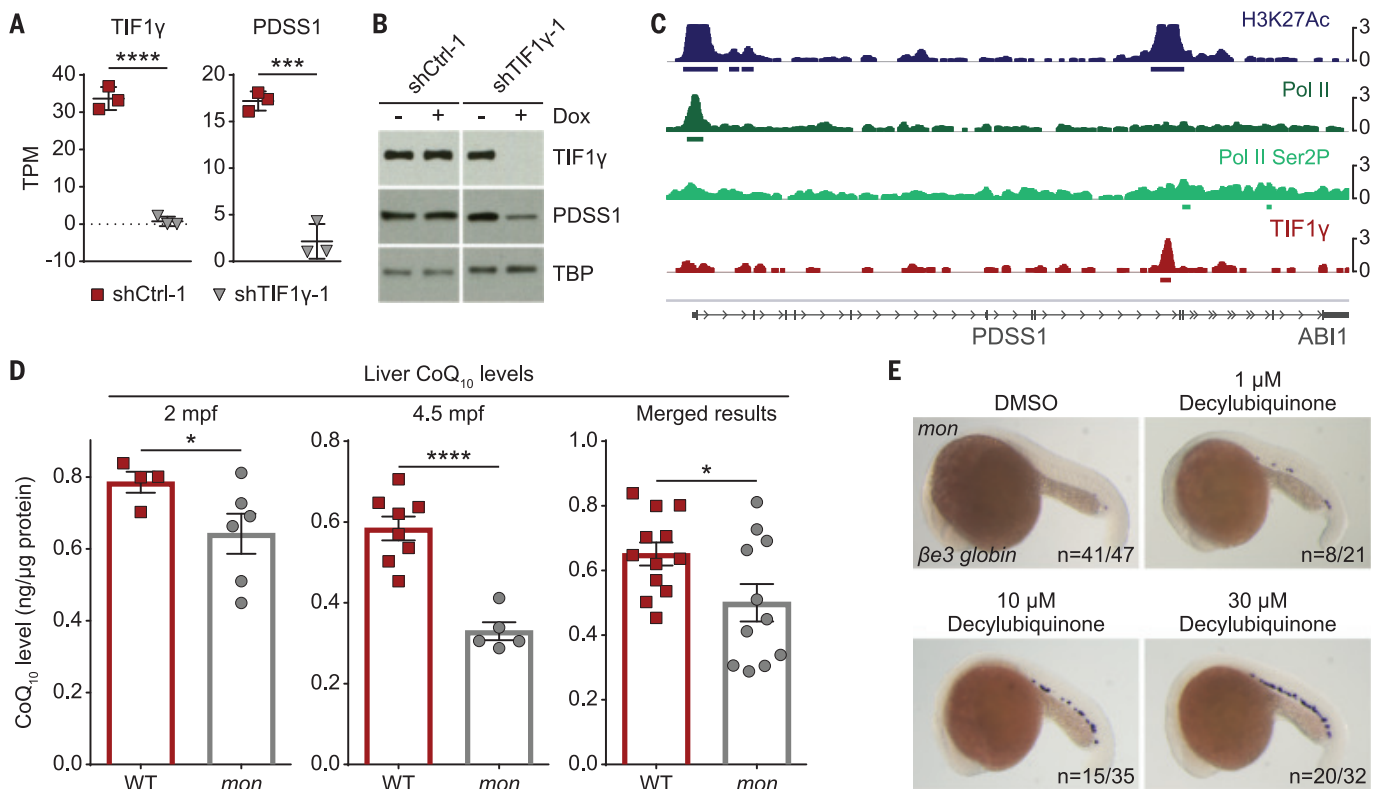 A
TIF1γ
PDSS1
****
***
TPM
40
30
20
10
0
-10
20
15
10
5
0
shCtrl-1
shTIF1γ-1
B
shCtrl-1
shTIF1γ-1
- + - + Dox
TIF1γ
PDSS1
TBP
C
H3K27Ac
3
0
Pol II
3
0
Pol II Ser2P
3
0
TIF1γ
3
0
PDSS1
ABI1
D
Liver CoQ10 levels
2 mpf
4.5 mpf
Merged results
*
****
*
CoQ10 level (ng/μg protein)
0.8
0.6
0.4
0.2
0.0
WT
mon
0.8
0.6
0.4
0.2
0.0
WT
mon
1.0
0.8
0.6
0.4
0.2
0.0
WT
mon
E
DMSO
mon
βe3 globin
n=41/47
1 μM
Decylubiquinone
n=8/21
10 μM
Decylubiquinone
n=15/35
30 μM
Decylubiquinone
n=20/32